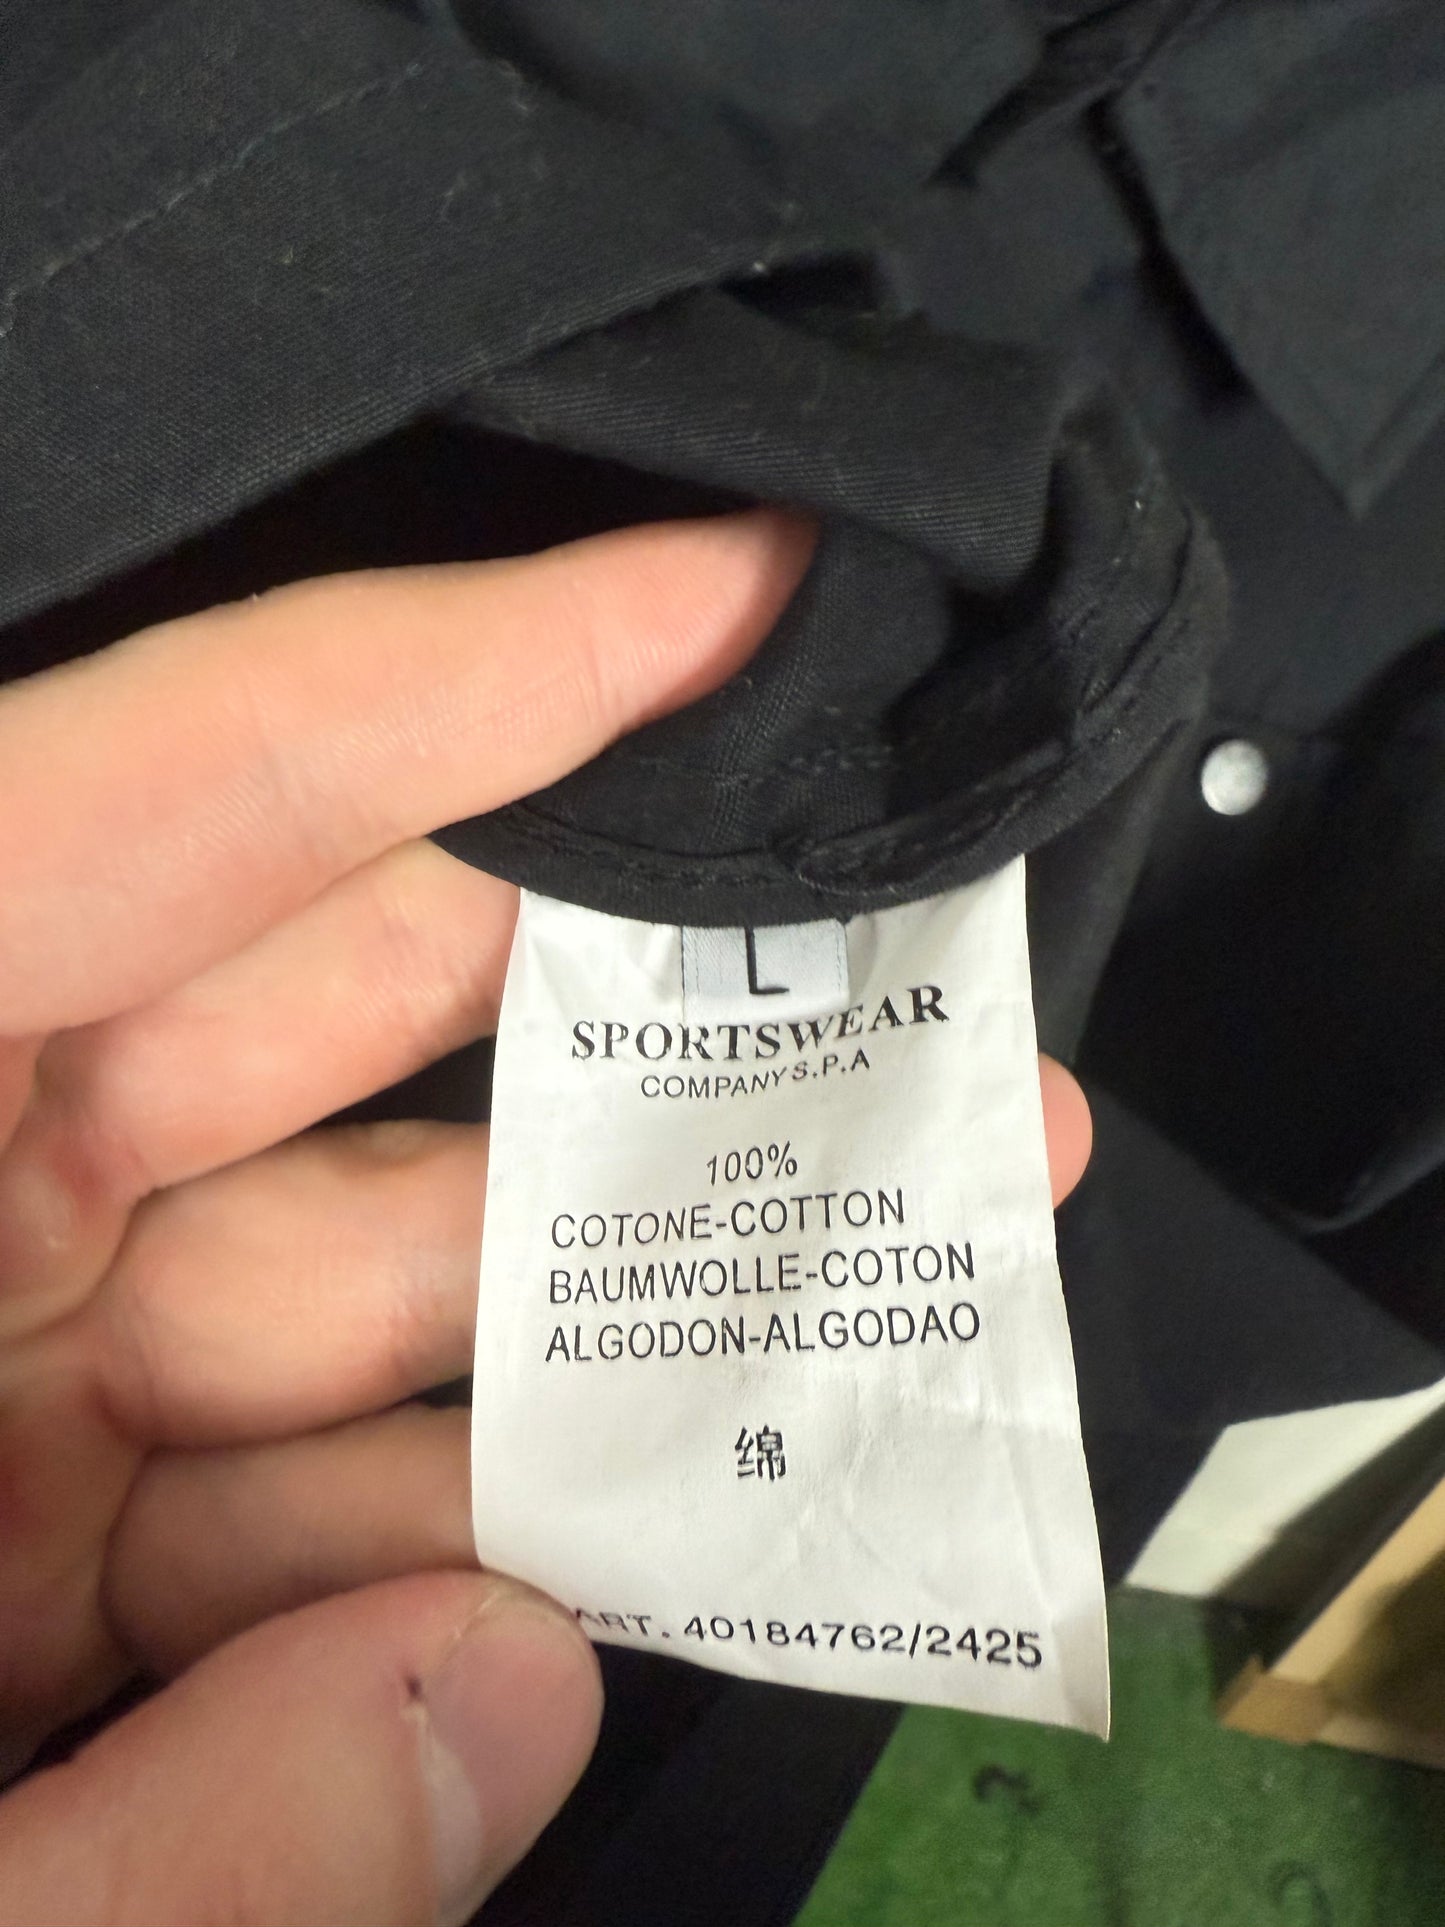 L
SPORTSWEAR
COMPANY S.P.A
100%
COTONE-COTTON
BAUMWOLLE-COTON
ALGODON-ALGODAO
绵
ART. 40184762/2425